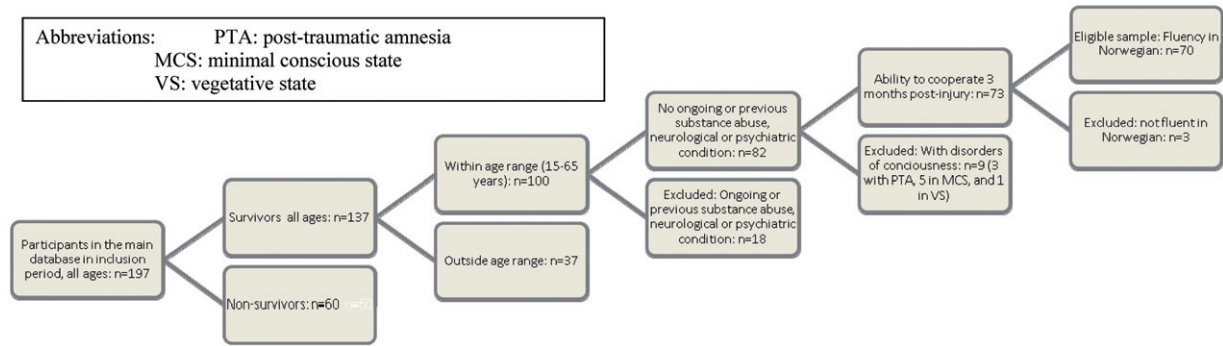 Abbreviations: PTA: post-traumatic amnesia
MCS: minimal conscious state
VS: vegetative state
Participants in the main
database in inclusion
period, all ages: n=197
Survivors all ages: n=137
Non-survivors: n=60 n=60
Within age range (15-65
years): n=100
Outside age range: n=37
No ongoing or previous
substance abuse,
neurological or psychiatric
condition: n=82
Excluded: Ongoing or
previous substance abuse,
neurological or psychiatric
condition: n=18
Ability to cooperate 3
months post-injury: n=73
Excluded: With disorders
of conciousness: n=9 (3
with PTA, 5 in MCS, and 1
in VS)
Eligible sample: Fluency in
Norwegian: n=70
Excluded: not fluent in
Norwegian: n=3